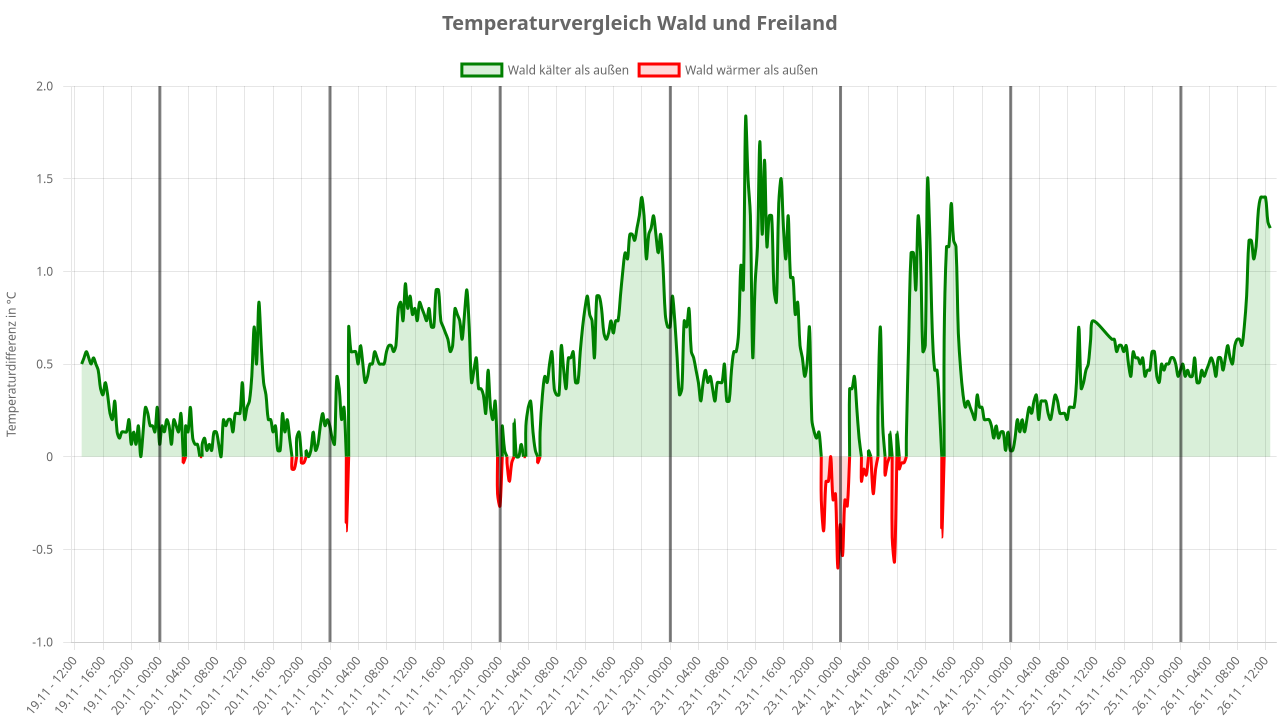 Temperaturvergleich Wald und Freiland
Wald kälter als außen
Wald wärmer als außen
Temperaturdifferenz in °C
2.0
1.5
1.0
0.5
0
-0.5
-1.0
19.11 - 12:00
19.11 - 16:00
19.11 - 20:00
20.11 - 00:00
20.11 - 04:00
20.11 - 08:00
20.11 - 12:00
20.11 - 16:00
20.11 - 20:00
21.11 - 00:00
21.11 - 04:00
21.11 - 08:00
21.11 - 12:00
21.11 - 16:00
21.11 - 20:00
22.11 - 00:00
22.11 - 04:00
22.11 - 08:00
22.11 - 12:00
22.11 - 16:00
22.11 - 20:00
23.11 - 00:00
23.11 - 04:00
23.11 - 08:00
23.11 - 12:00
23.11 - 16:00
23.11 - 20:00
24.11 - 00:00
24.11 - 04:00
24.11 - 08:00
24.11 - 12:00
24.11 - 16:00
24.11 - 20:00
25.11 - 00:00
25.11 - 04:00
25.11 - 08:00
25.11 - 12:00
25.11 - 16:00
25.11 - 20:00
26.11 - 00:00
26.11 - 04:00
26.11 - 08:00
26.11 - 12:00